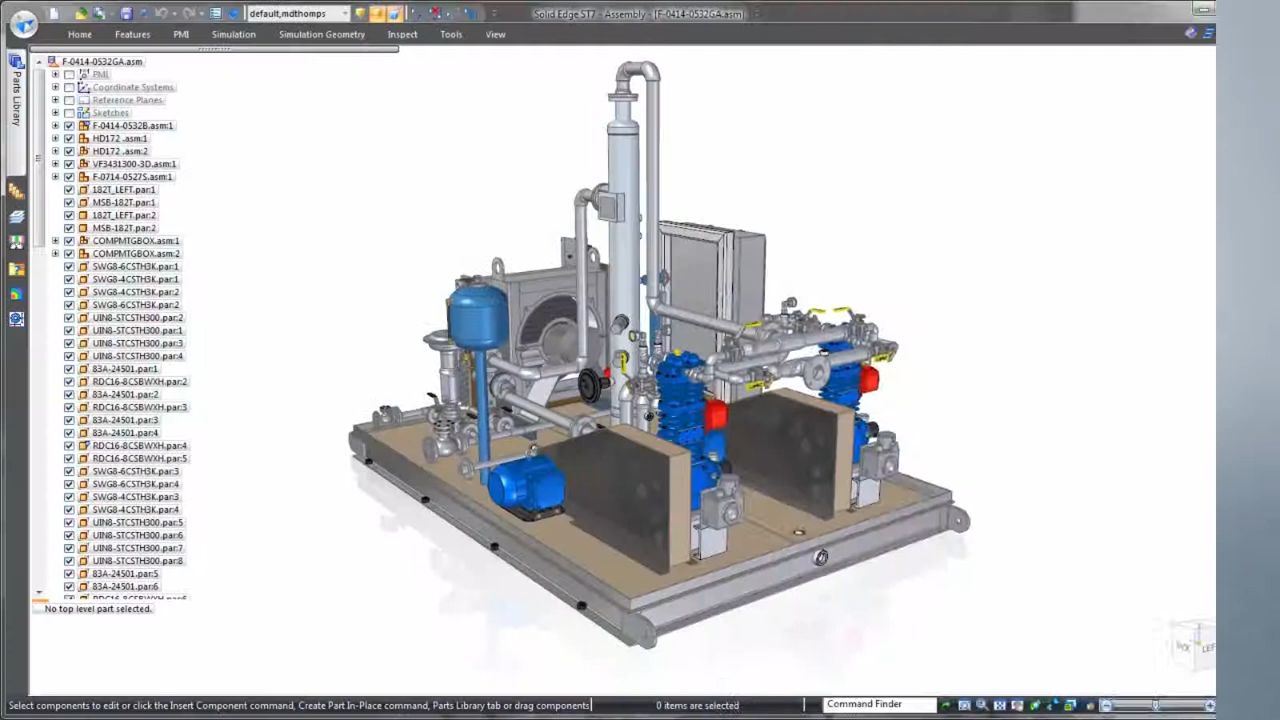 default,mdthomps
Solid Edge ST7 - Assembly - [F-0414-0532GA.asm]
Home Features PMI Simulation Simulation Geometry Inspect Tools View
Parts Library
F-0414-0532GA.asm
PMI
Coordinate Systems
Reference Planes
Sketches
F-0414-0532B.asm:1
HD172 .asm:1
HD172 .asm:2
VF3431300-3D.asm:1
F-0714-0527S.asm:1
182T_LEFT.par:1
MSB-182T.par:1
182T_LEFT.par:2
MSB-182T.par:2
COMPMTGBOX.asm:1
COMPMTGBOX.asm:2
SWG8-6CSTH3K.par:1
SWG8-4CSTH3K.par:1
SWG8-4CSTH3K.par:2
SWG8-6CSTH3K.par:2
UIN8-STCSTH300.par:2
UIN8-STCSTH300.par:1
UIN8-STCSTH300.par:3
UIN8-STCSTH300.par:4
83A-24501.par:1
RDC16-8CSBWXH.par:2
83A-24501.par:2
RDC16-8CSBWXH.par:3
83A-24501.par:3
83A-24501.par:4
RDC16-8CSBWXH.par:4
RDC16-8CSBWXH.par:5
SWG8-6CSTH3K.par:3
SWG8-6CSTH3K.par:4
SWG8-4CSTH3K.par:3
SWG8-4CSTH3K.par:4
UIN8-STCSTH300.par:5
UIN8-STCSTH300.par:6
UIN8-STCSTH300.par:7
UIN8-STCSTH300.par:8
83A-24501.par:5
83A-24501.par:6
No top level part selected.
BACK LEFT
Select components to edit or click the Insert Component command, Create Part In-Place command, Parts Library tab or drag components
0 items are selected
Command Finder